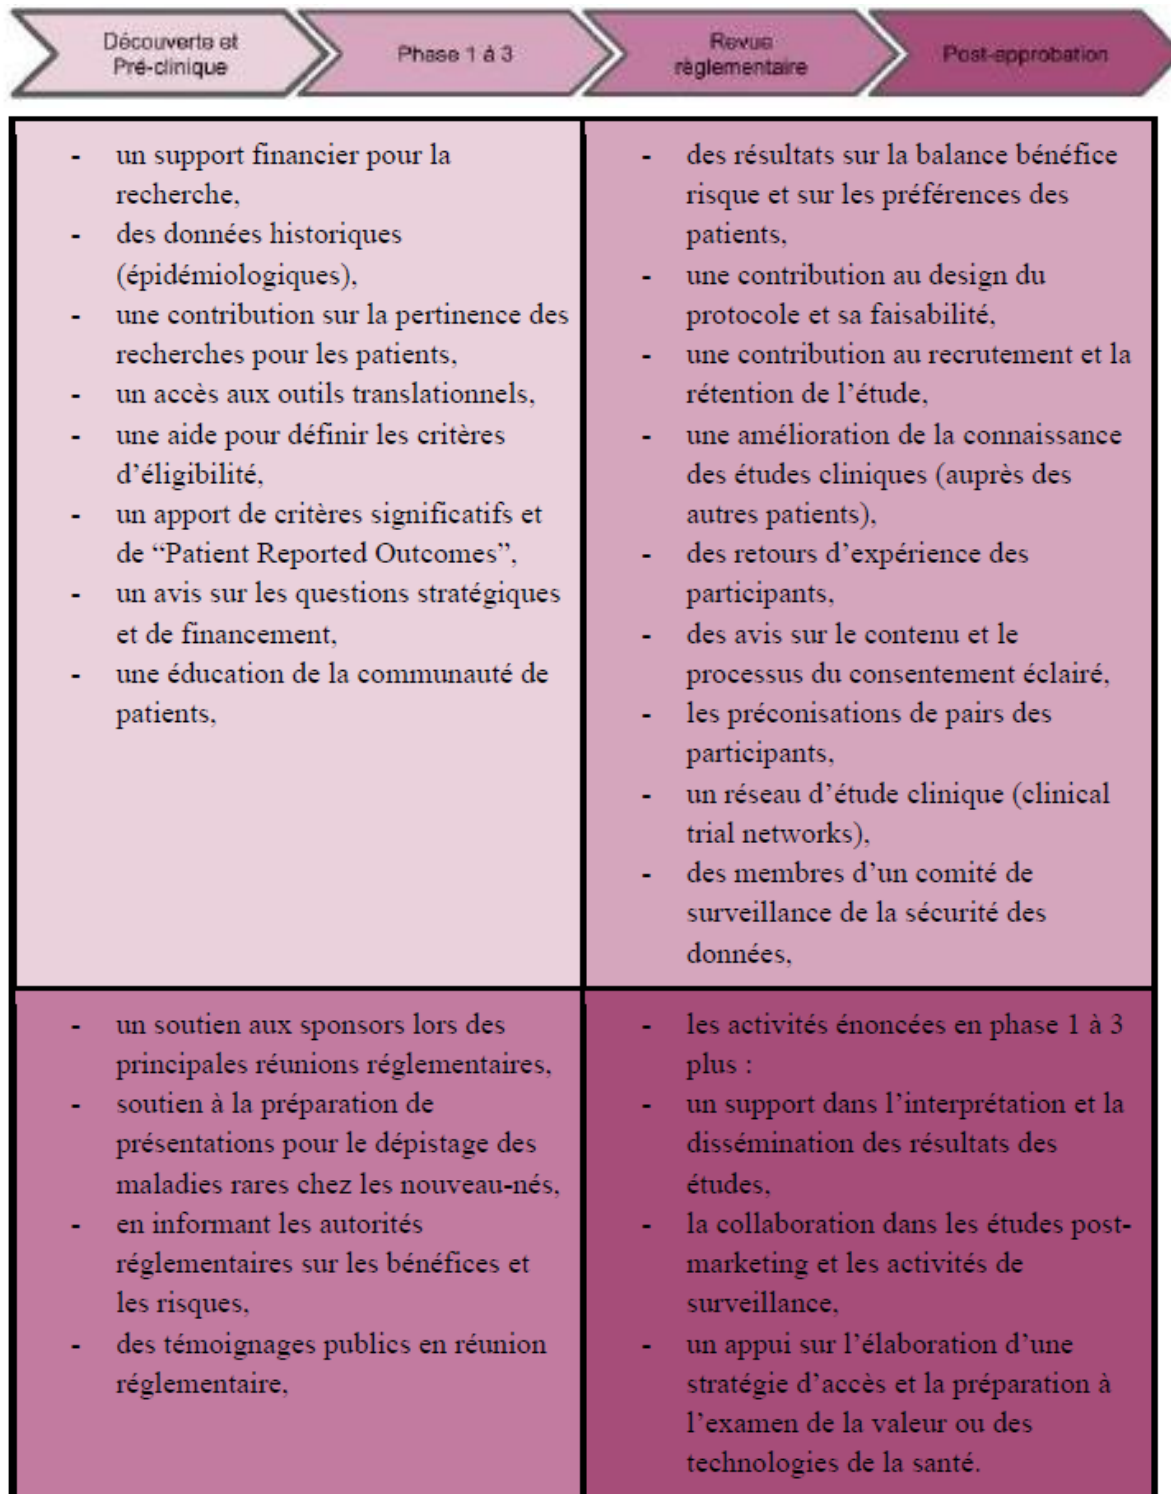 Découverte et
Pré-clinique
Phase 1 à 3
Revue
règlementaire
Post-approbation
- un support financier pour la
recherche,
- des données historiques
(épidémiologiques),
- une contribution sur la pertinence des
recherches pour les patients,
- un accès aux outils translationnels,
- une aide pour définir les critères
d’éligibilité,
- un apport de critères significatifs et
de “Patient Reported Outcomes”,
- un avis sur les questions stratégiques
et de financement,
- une éducation de la communauté de
patients,
- des résultats sur la balance bénéfice
risque et sur les préférences des
patients,
- une contribution au design du
protocole et sa faisabilité,
- une contribution au recrutement et la
rétention de l’étude,
- une amélioration de la connaissance
des études cliniques (auprès des
autres patients),
- des retours d’expérience des
participants,
- des avis sur le contenu et le
processus du consentement éclairé,
- les préconisations de pairs des
participants,
- un réseau d’étude clinique (clinical
trial networks),
- des membres d’un comité de
surveillance de la sécurité des
données,
- un soutien aux sponsors lors des
principales réunions réglementaires,
- soutien à la préparation de
présentations pour le dépistage des
maladies rares chez les nouveau-nés,
- en informant les autorités
réglementaires sur les bénéfices et
les risques,
- des témoignages publics en réunion
réglementaire,
- les activités énoncées en phase 1 à 3
plus :
- un support dans l’interprétation et la
dissémination des résultats des
études,
- la collaboration dans les études post-
marketing et les activités de
surveillance,
- un appui sur l’élaboration d’une
stratégie d’accès et la préparation à
l’examen de la valeur ou des
technologies de la santé.